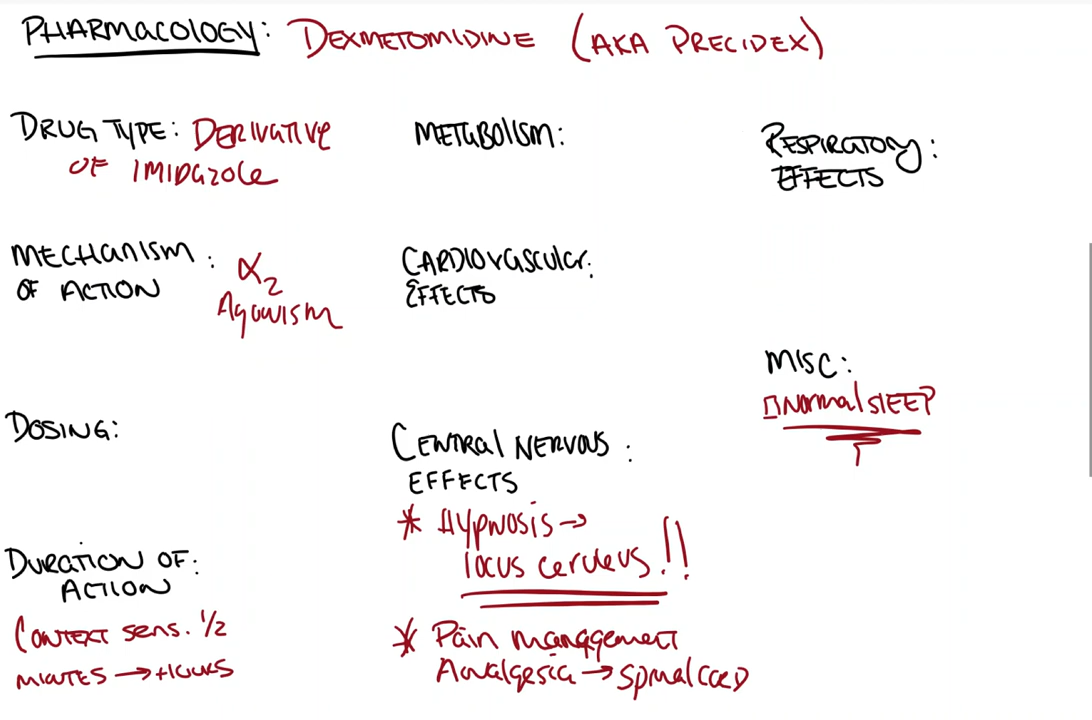 PHARMACOLOGY: DEXMETOMIDINE (AKA PRECIDEX)
DRUG TYPE: DERIVATIVE
OF IMIDAZOLE
MECHANISM
OF ACTION :
α2
AgoNISM
DOSING:
DURATION OF:
ACTION
CONTEXT SENS. 1/2
MINUTES → HOURS
METABOLISM:
CARDIOVASCULAR:
EFFECTS
CENTRAL NERVOUS :
EFFECTS
* HYPNOSIS →
locus ceruleus!!
* Pain management
Analgesia → Spinal CORD
RESPIRATORY:
EFFECTS
MISC:
Normal SLEEP